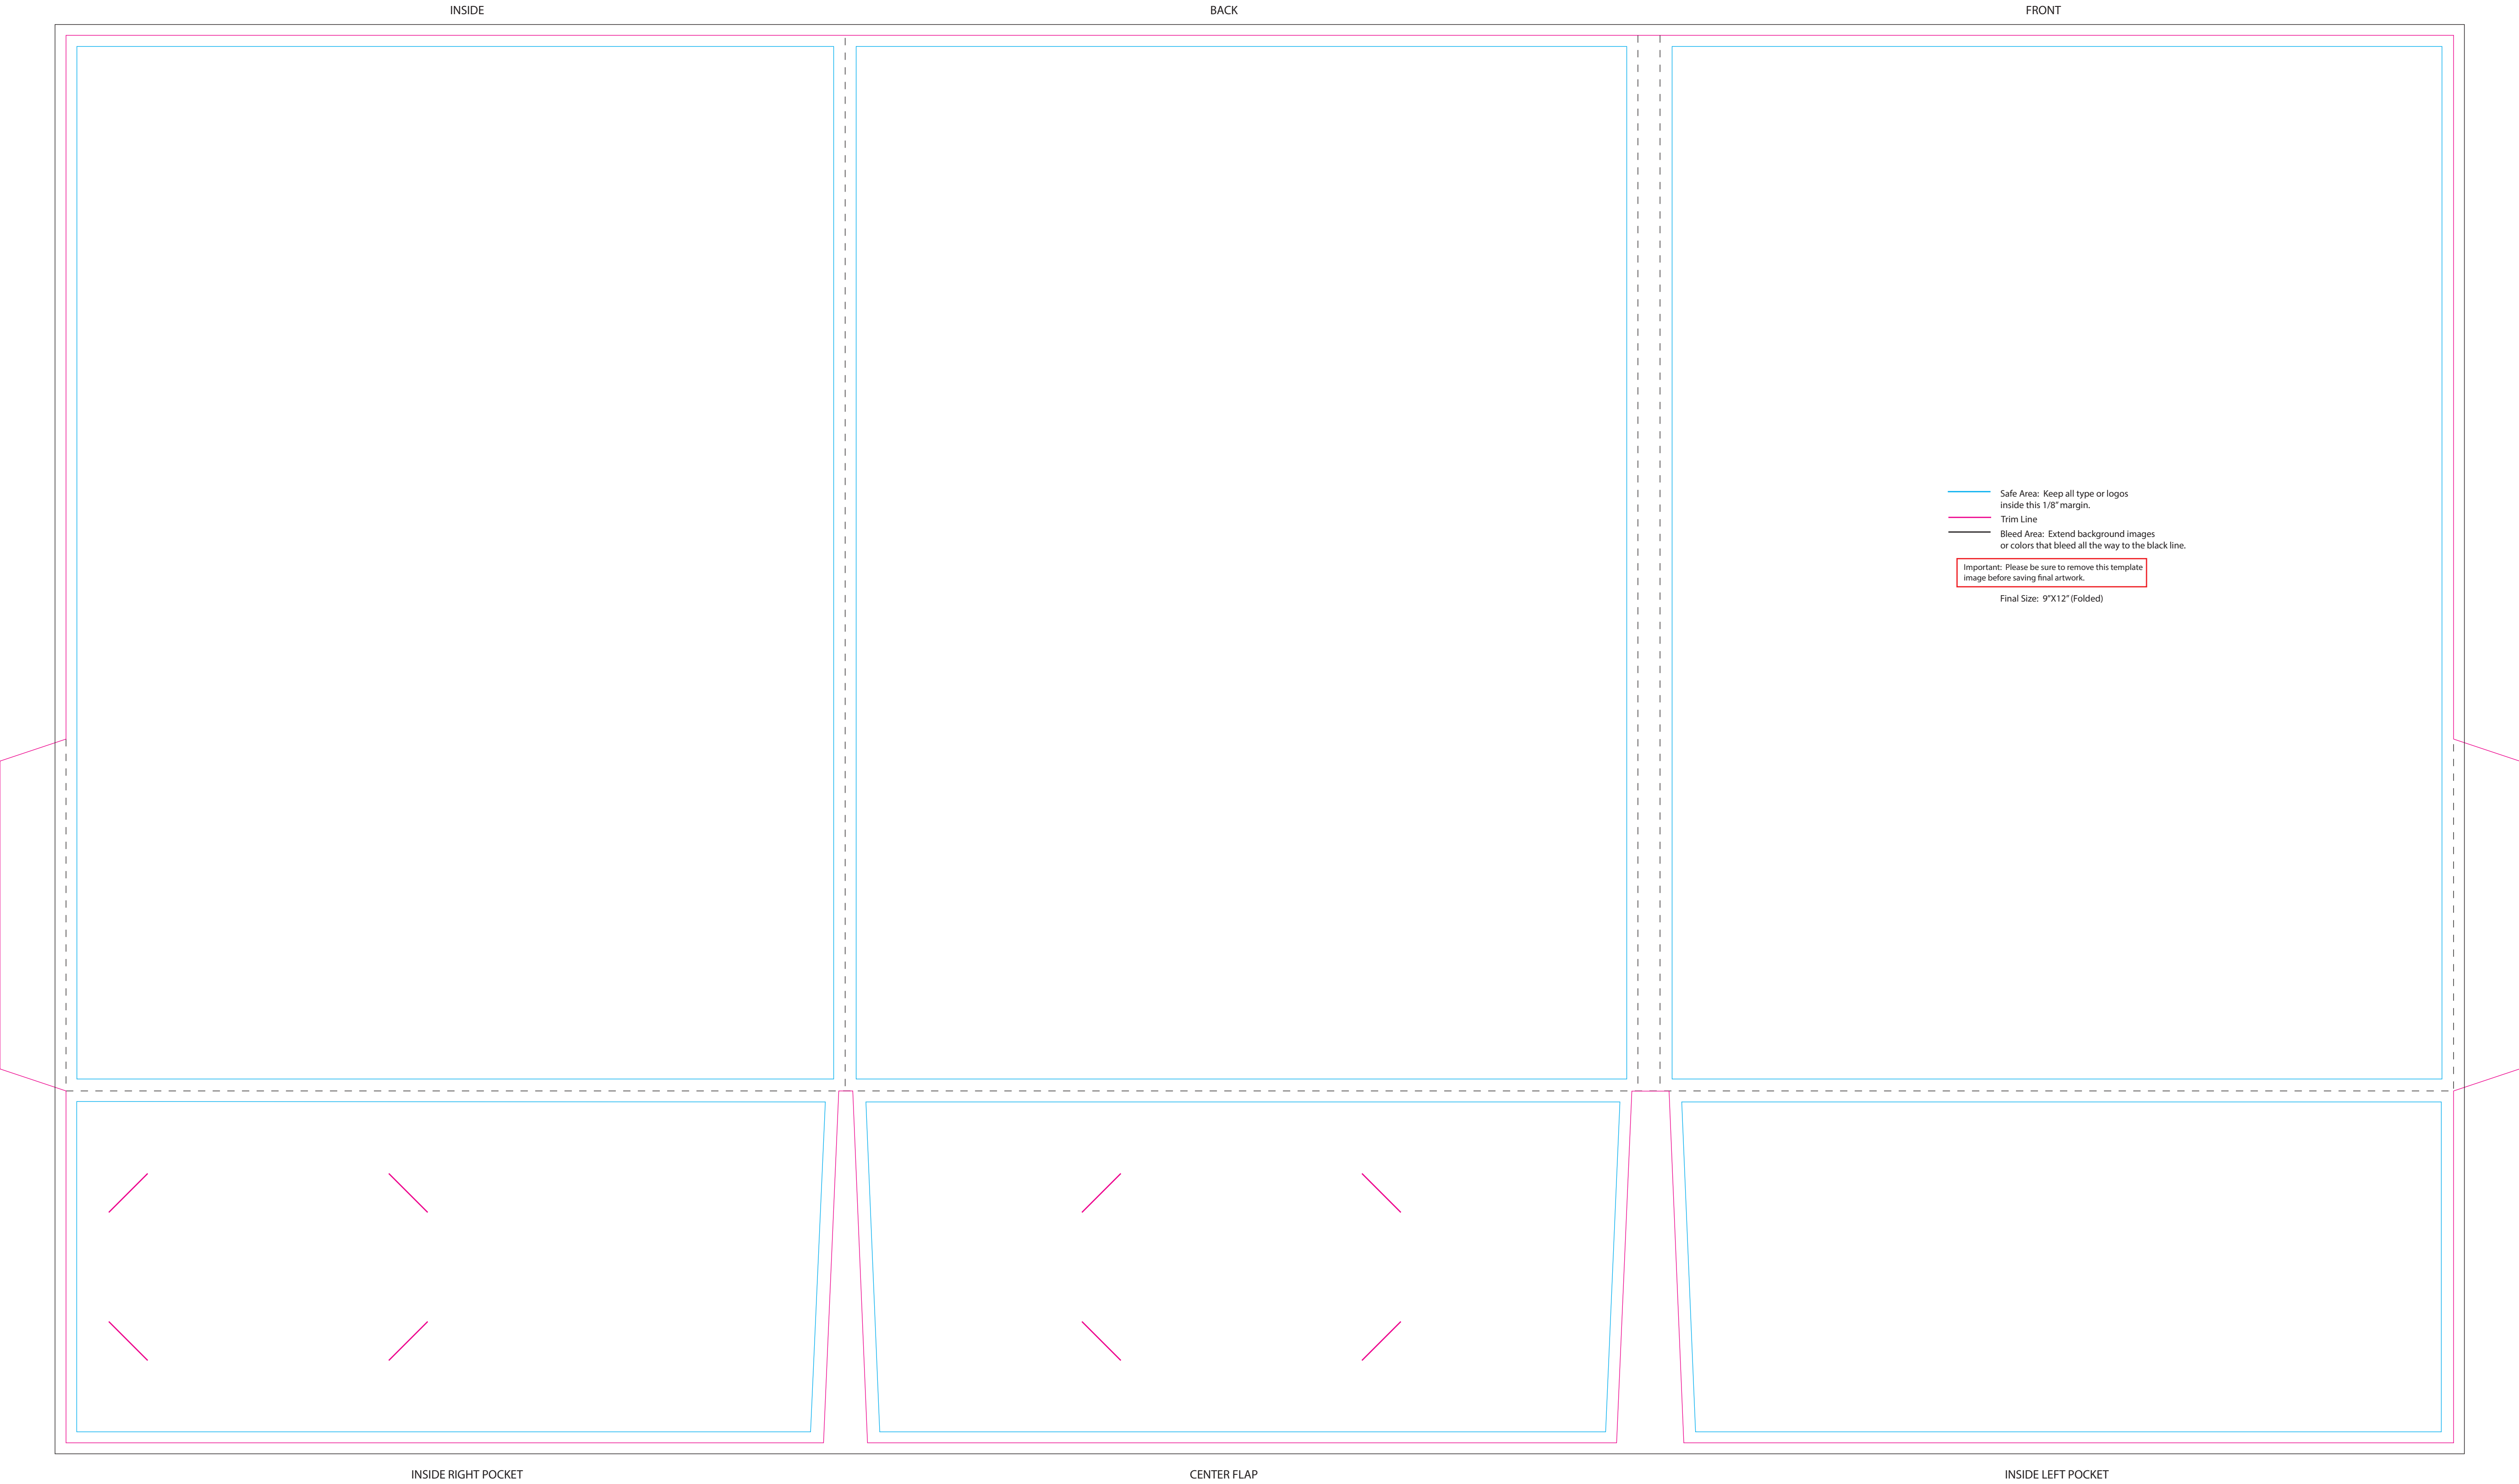 INSIDE
BACK
FRONT
Safe Area:  Keep all type or logos
inside this 1/8” margin.
Trim Line
Bleed Area:  Extend background images
or colors that bleed all the way to the black line.
Important:  Please be sure to remove this template
image before saving final artwork.
Final Size:  9”X12” (Folded)
INSIDE RIGHT POCKET
CENTER FLAP
INSIDE LEFT POCKET